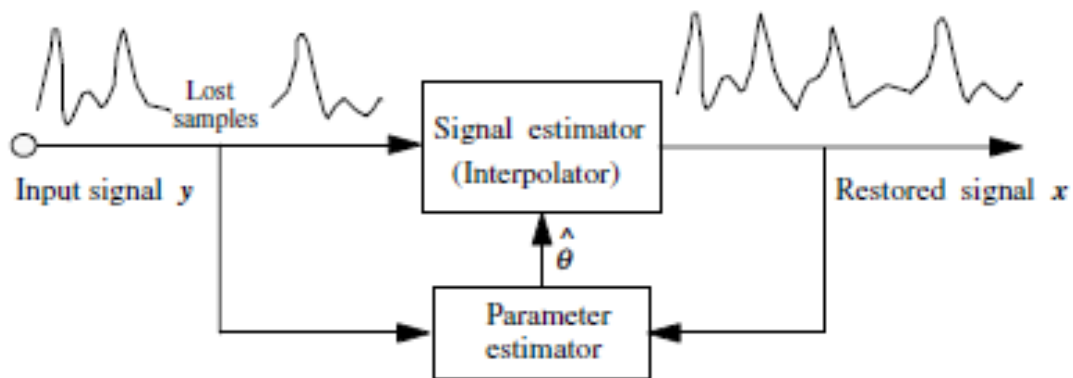 Lost
samples
Signal estimator
(Interpolator)
Input signal y
Restored signal x
θ̂
Parameter
estimator